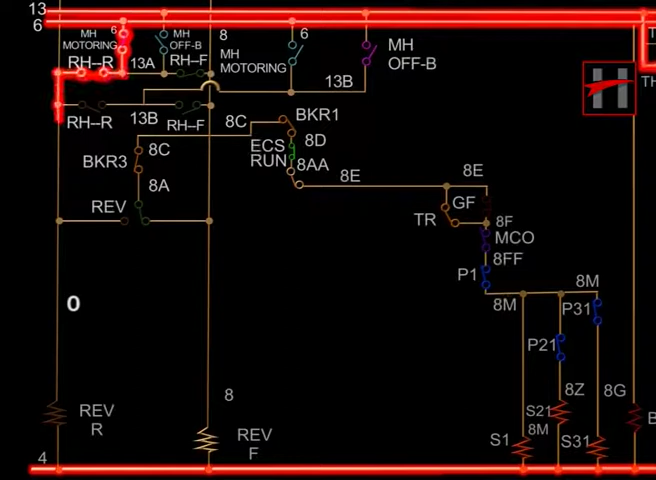 13
6
MH MOTORING
6
MH OFF-B
8
MH MOTORING
6
MH OFF-B
RH--R
13A
RH--F
13B
RH--R
13B
RH--F
8C
BKR1
8D
ECS RUN
8AA
BKR3
8C
8A
8E
8E
REV
TR
GF
8F
MCO
8FF
P1
8M
8M
P31
P21
0
8Z
8G
8
REV R
REV F
S21
8M
S1
S31
4